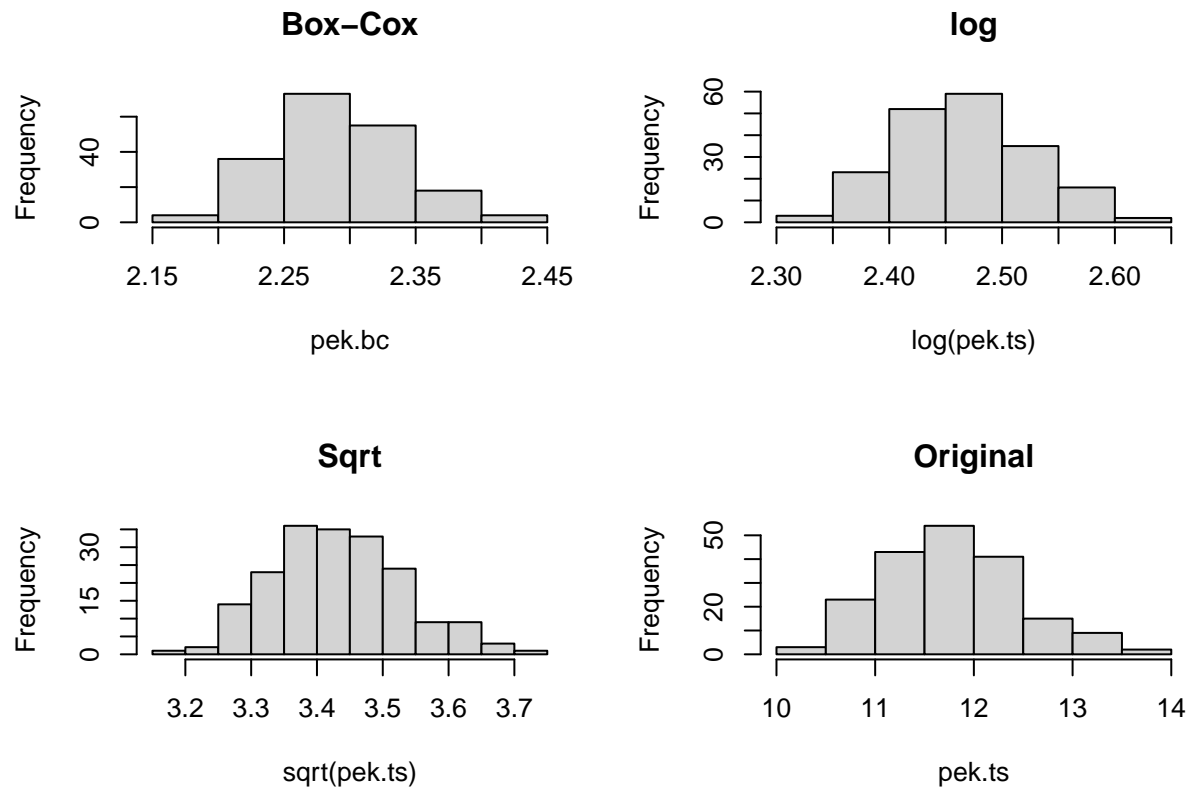 Box−Cox
Frequency
0 40
2.15 2.25 2.35 2.45
pek.bc
log
Frequency
0 30 60
2.30 2.40 2.50 2.60
log(pek.ts)
Sqrt
Frequency
0 15 30
3.2 3.3 3.4 3.5 3.6 3.7
sqrt(pek.ts)
Original
Frequency
0 20 50
10 11 12 13 14
pek.ts